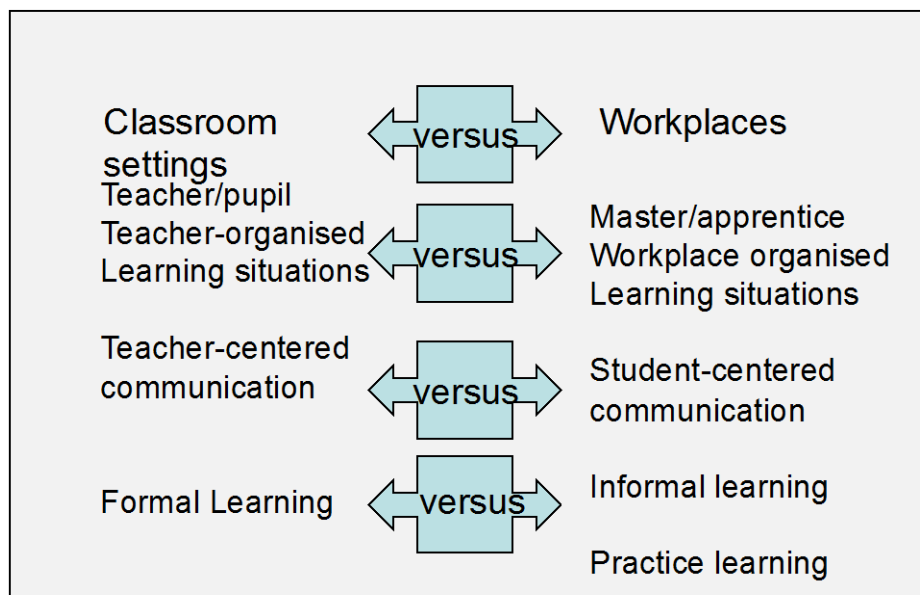 Classroom
settings
versus
Workplaces
Teacher/pupil
Teacher-organised
Learning situations
versus
Master/apprentice
Workplace organised
Learning situations
Teacher-centered
communication
versus
Student-centered
communication
Formal Learning
versus
Informal learning
Practice learning